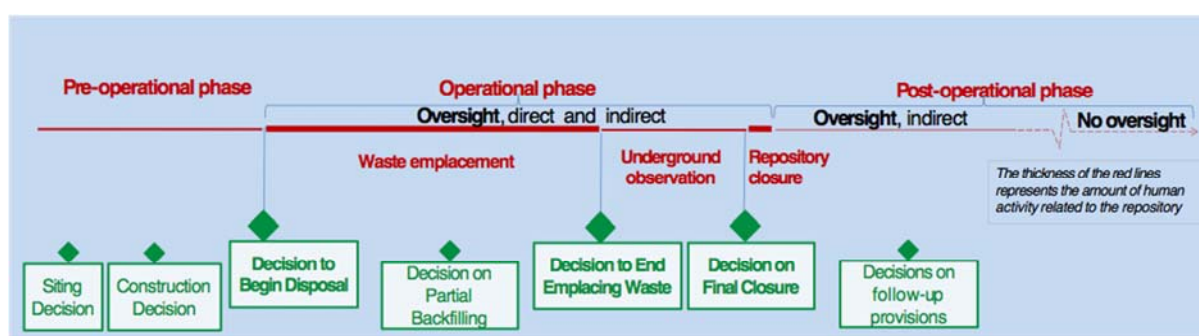 Pre-operational phase
Operational phase
Post-operational phase
Oversight, direct and indirect
Oversight, indirect
No oversight
Waste emplacement
Underground
observation
Repository
closure
The thickness of the red lines
represents the amount of human
activity related to the repository
Siting
Decision
Construction
Decision
Decision to
Begin Disposal
Decision on
Partial
Backfilling
Decision to End
Emplacing Waste
Decision on
Final Closure
Decisions on
follow-up
provisions